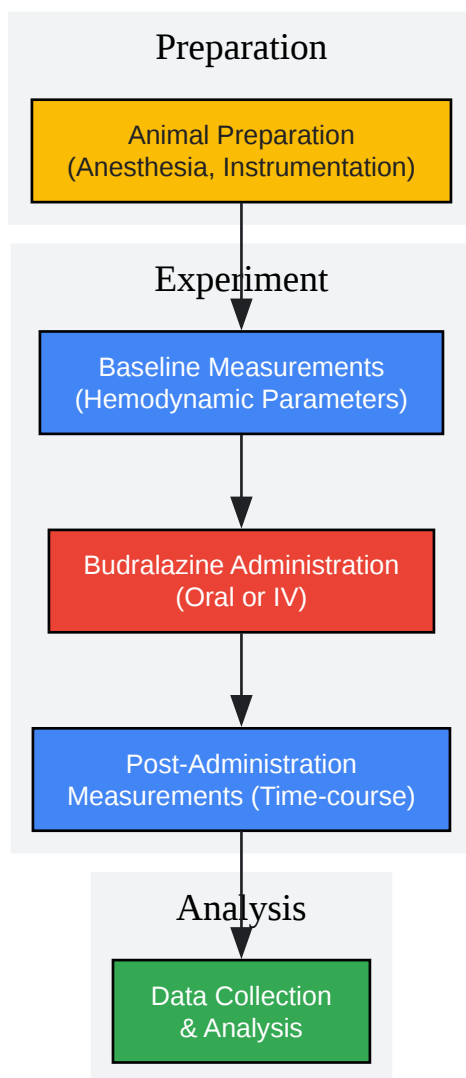 Preparation
Animal Preparation
(Anesthesia, Instrumentation)
Experiment
Baseline Measurements
(Hemodynamic Parameters)
Budralazine Administration
(Oral or IV)
Post-Administration
Measurements (Time-course)
Analysis
Data Collection
& Analysis